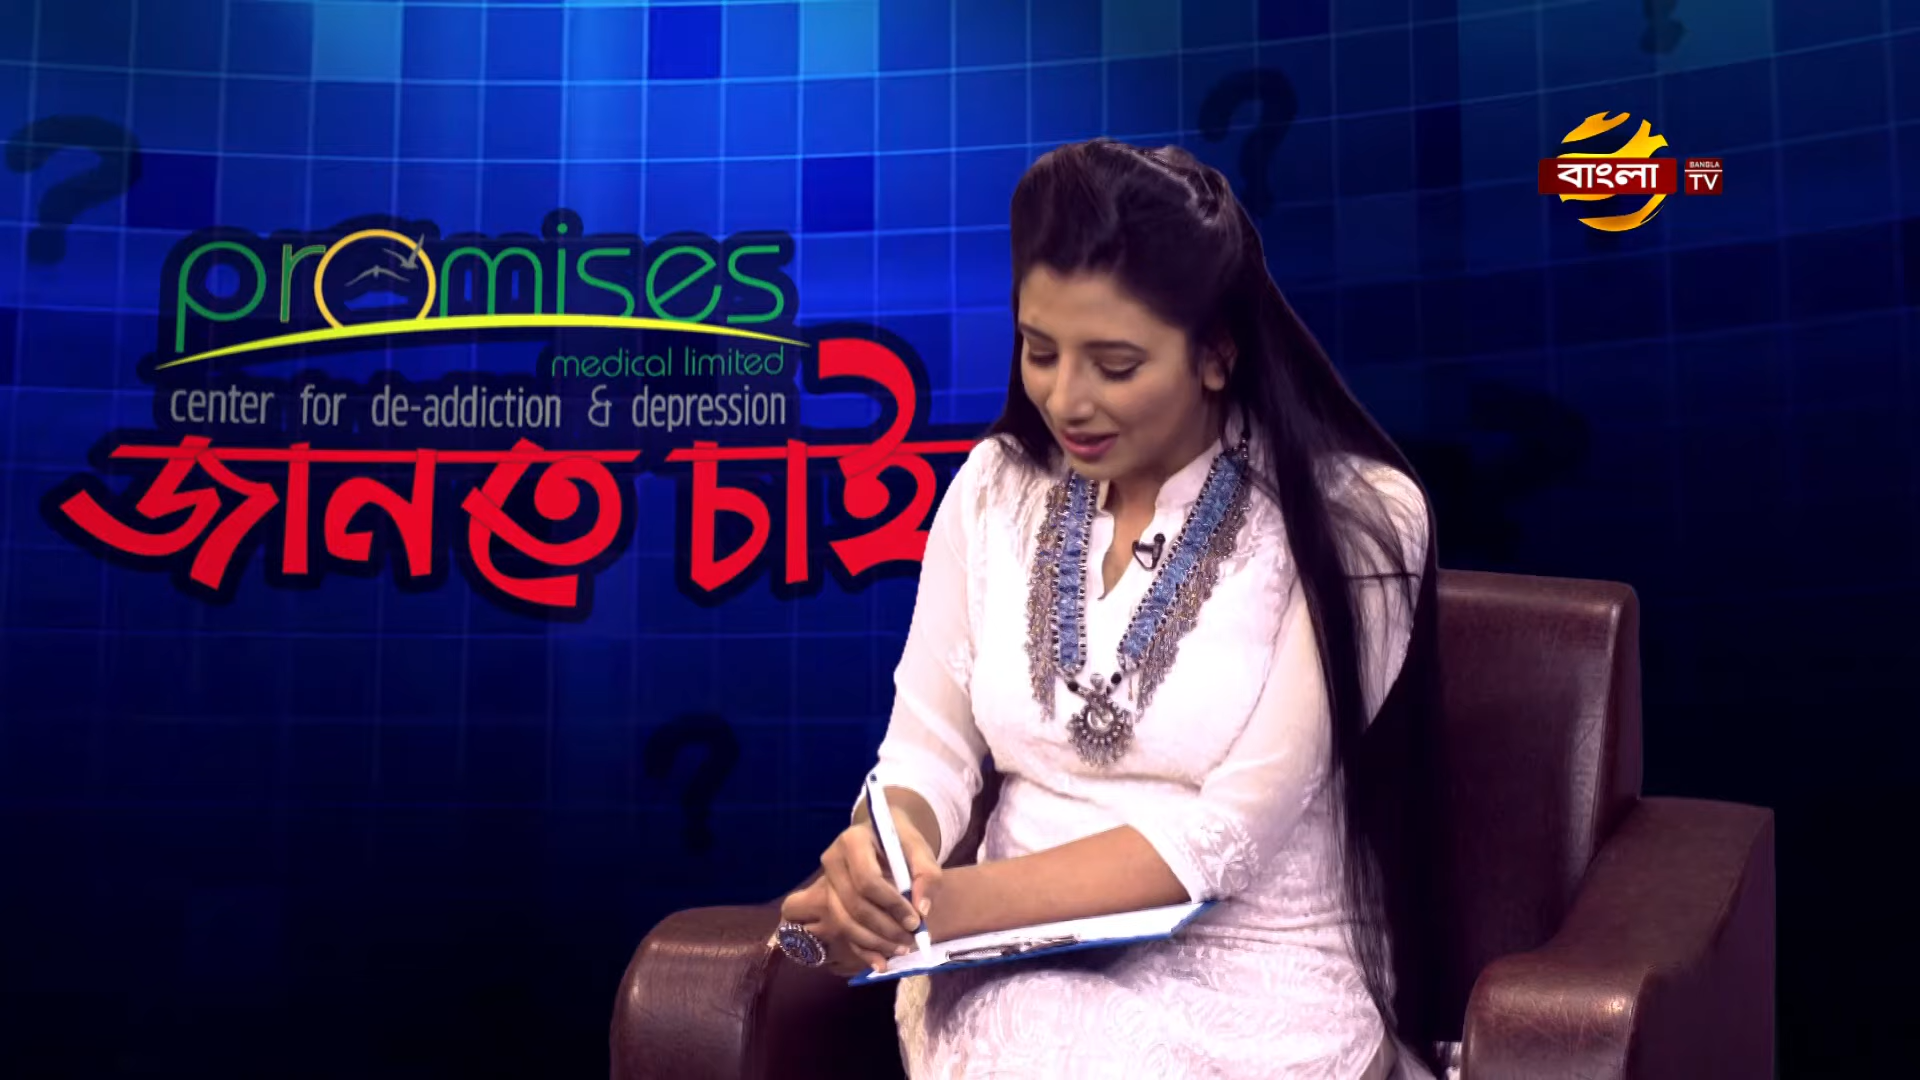 promises
medical limited
center for de-addiction & depression
জানতে চাই
বাংলা
BANGLA
TV